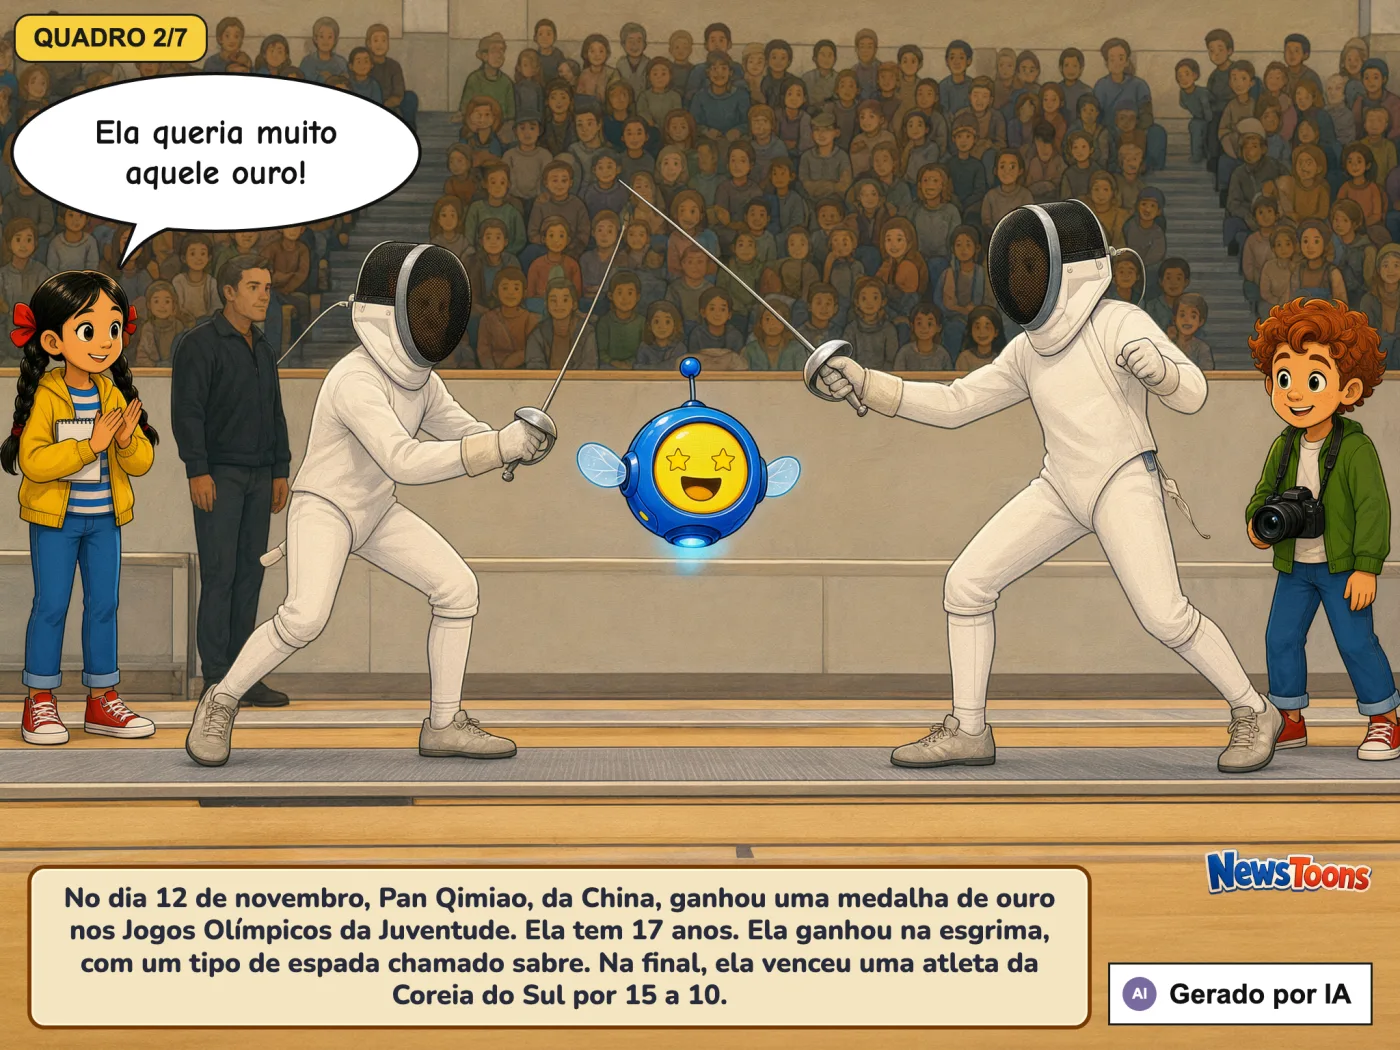 QUADRO 2/7
Ela queria muito
aquele ouro!
No dia 12 de novembro, Pan Qimiao, da China, ganhou uma medalha de ouro
nos Jogos Olímpicos da Juventude. Ela tem 17 anos. Ela ganhou na esgrima,
com um tipo de espada chamado sabre. Na final, ela venceu uma atleta da
Coreia do Sul por 15 a 10.
NewsToons
AI Gerado por IA